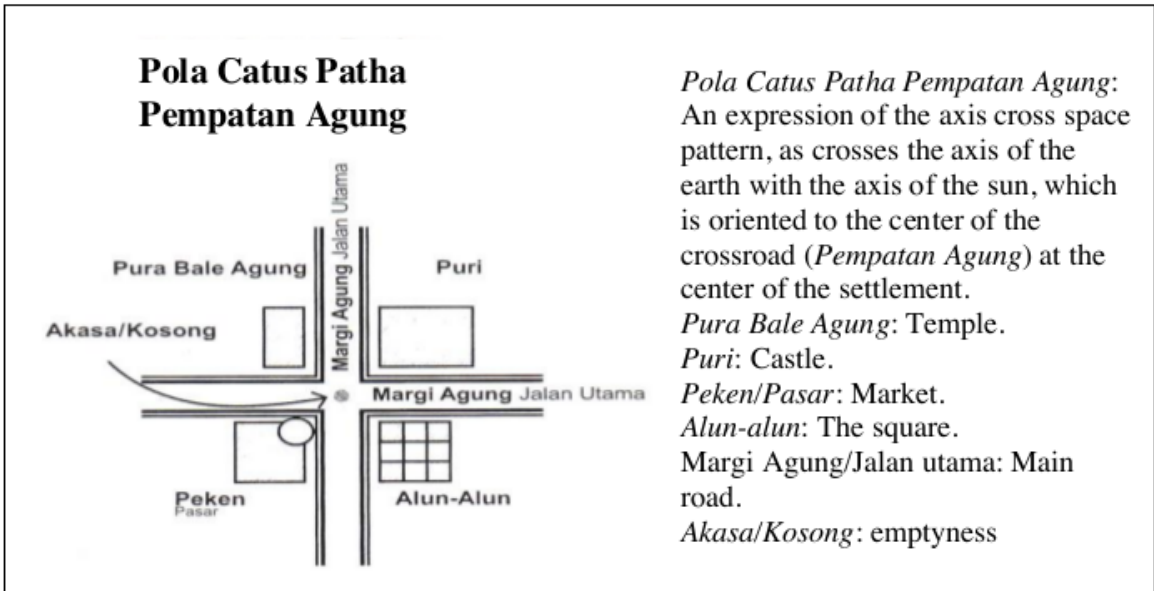 Pola Catus Patha
Pempatan Agung
Margi Agung Jalan Utama
Pura Bale Agung
Puri
Akasa/Kosong
Margi Agung Jalan Utama
Peken
Pasar
Alun-Alun
Pola Catus Patha Pempatan Agung:
An expression of the axis cross space
pattern, as crosses the axis of the
earth with the axis of the sun, which
is oriented to the center of the
crossroad (Pempatan Agung) at the
center of the settlement.
Pura Bale Agung: Temple.
Puri: Castle.
Peken/Pasar: Market.
Alun-alun: The square.
Margi Agung/Jalan utama: Main
road.
Akasa/Kosong: emptyness